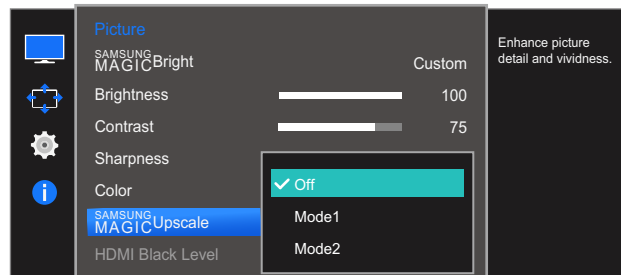 Picture
SAMSUNG
MAGICBright Custom
Brightness 100
Contrast 75
Sharpness
Color
Off
SAMSUNG
MAGICUpscale
Mode1
HDMI Black Level
Mode2
Enhance picture
detail and vividness.